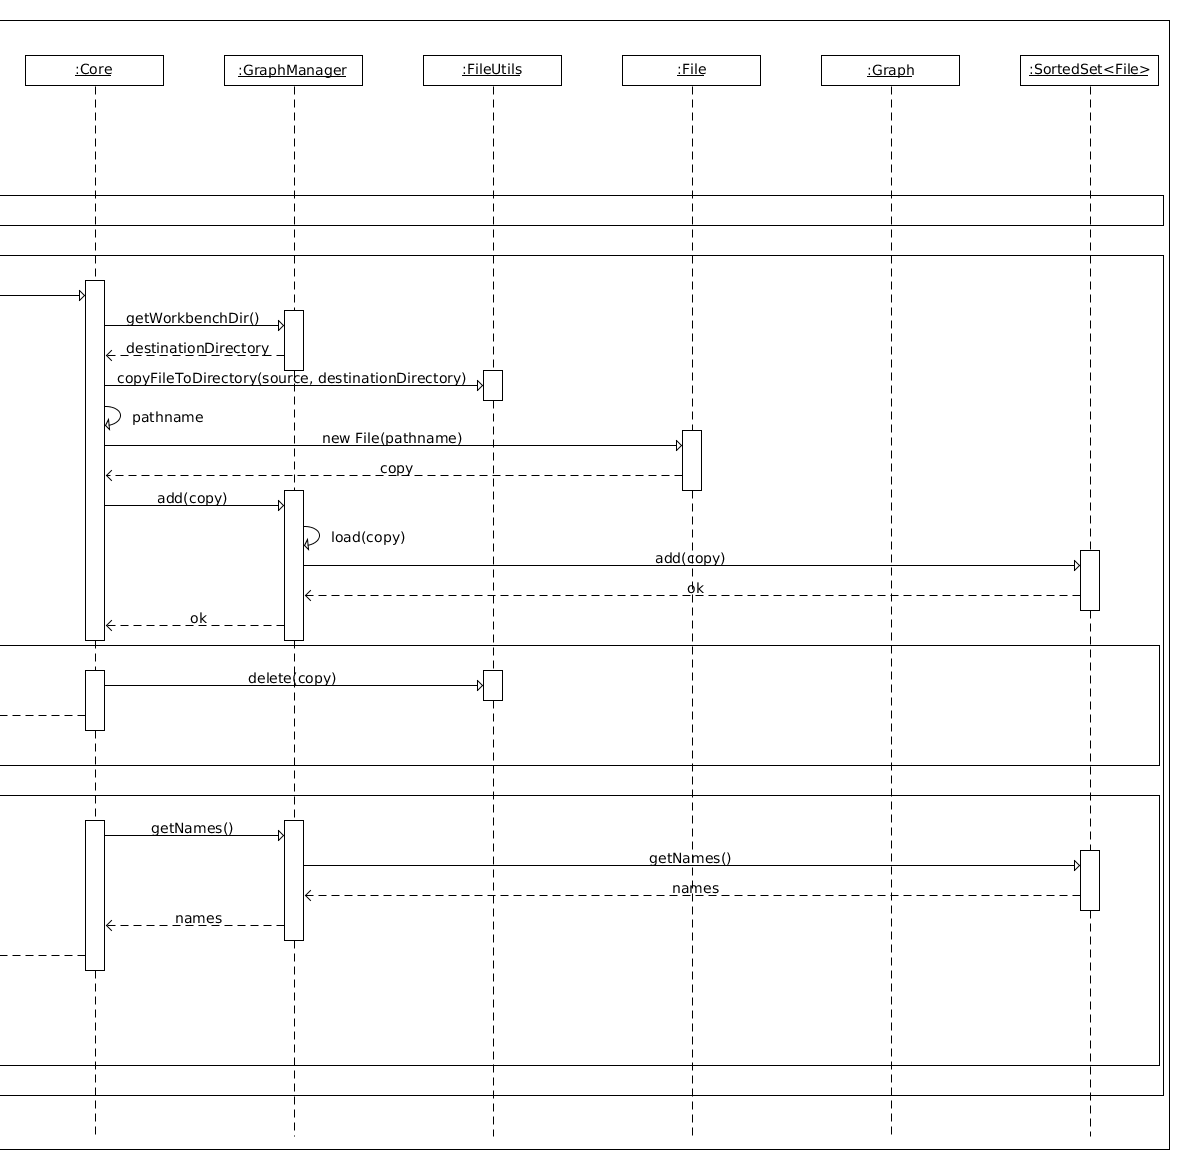 :Core
:GraphManager
:FileUtils
:File
:Graph
:SortedSet<File>
getWorkbenchDir()
destinationDirectory
copyFileToDirectory(source, destinationDirectory)
pathname
new File(pathname)
copy
add(copy)
load(copy)
add(copy)
ok
ok
delete(copy)
getNames()
getNames()
names
names